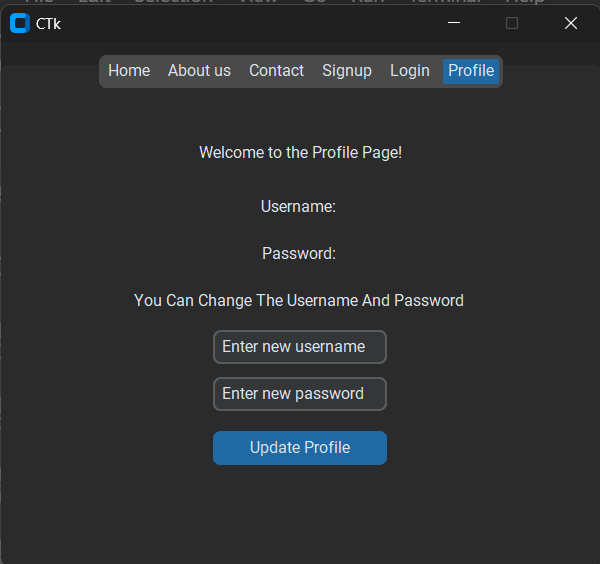 CTk
Home About us Contact Signup Login Profile
Welcome to the Profile Page!
Username:
Password:
You Can Change The Username And Password
Enter new username
Enter new password
Update Profile